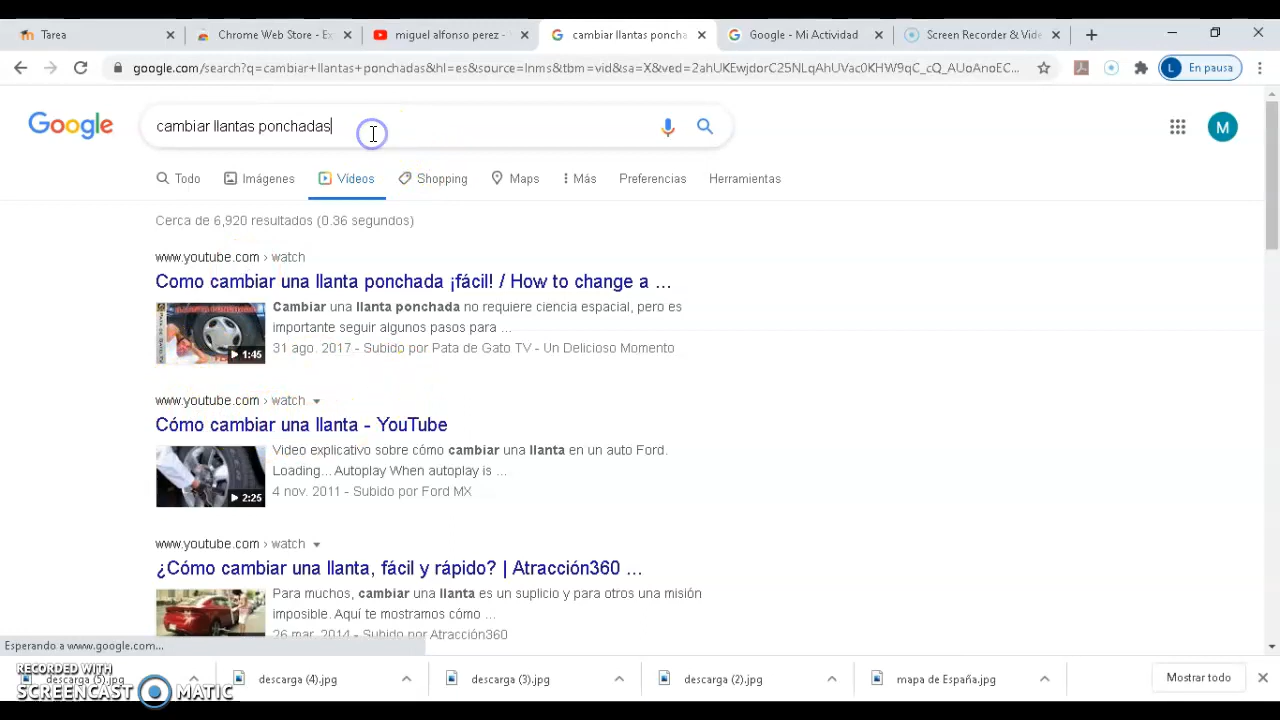 Tarea
Chrome Web Store - Ex
miguel alfonso perez -
cambiar llantas poncha
Google - Mi Actividad
Screen Recorder & Vide
google.com/search?q=cambiar+llantas+ponchadas&hl=es&source=lnms&tbm=vid&sa=X&ved=2ahUKEwjdorC25NLqAhUVac0KHW9qC_cQ_AUoAnoEC...
L En pausa
Google
cambiar llantas ponchadas
M
Todo
Imágenes
Vídeos
Shopping
Maps
Más
Preferencias
Herramientas
Cerca de 6,920 resultados (0.36 segundos)
www.youtube.com › watch
Como cambiar una llanta ponchada ¡fácil! / How to change a ...
Cambiar una llanta ponchada no requiere ciencia espacial, pero es
importante seguir algunos pasos para ...
1:45
31 ago. 2017 - Subido por Pata de Gato TV - Un Delicioso Momento
www.youtube.com › watch
Cómo cambiar una llanta - YouTube
Video explicativo sobre cómo cambiar una llanta en un auto Ford.
Loading... Autoplay When autoplay is ...
2:25
4 nov. 2011 - Subido por Ford MX
www.youtube.com › watch
¿Cómo cambiar una llanta, fácil y rápido? | Atracción360 ...
Para muchos, cambiar una llanta es un suplicio y para otros una misión
imposible. Aquí te mostramos cómo ...
26 mar. 2014 - Subido por Atracción360
Esperando a www.google.com...
descarga (5).jpg
descarga (4).jpg
descarga (3).jpg
descarga (2).jpg
mapa de España.jpg
Mostrar todo
RECORDED WITH
SCREENCAST MATIC